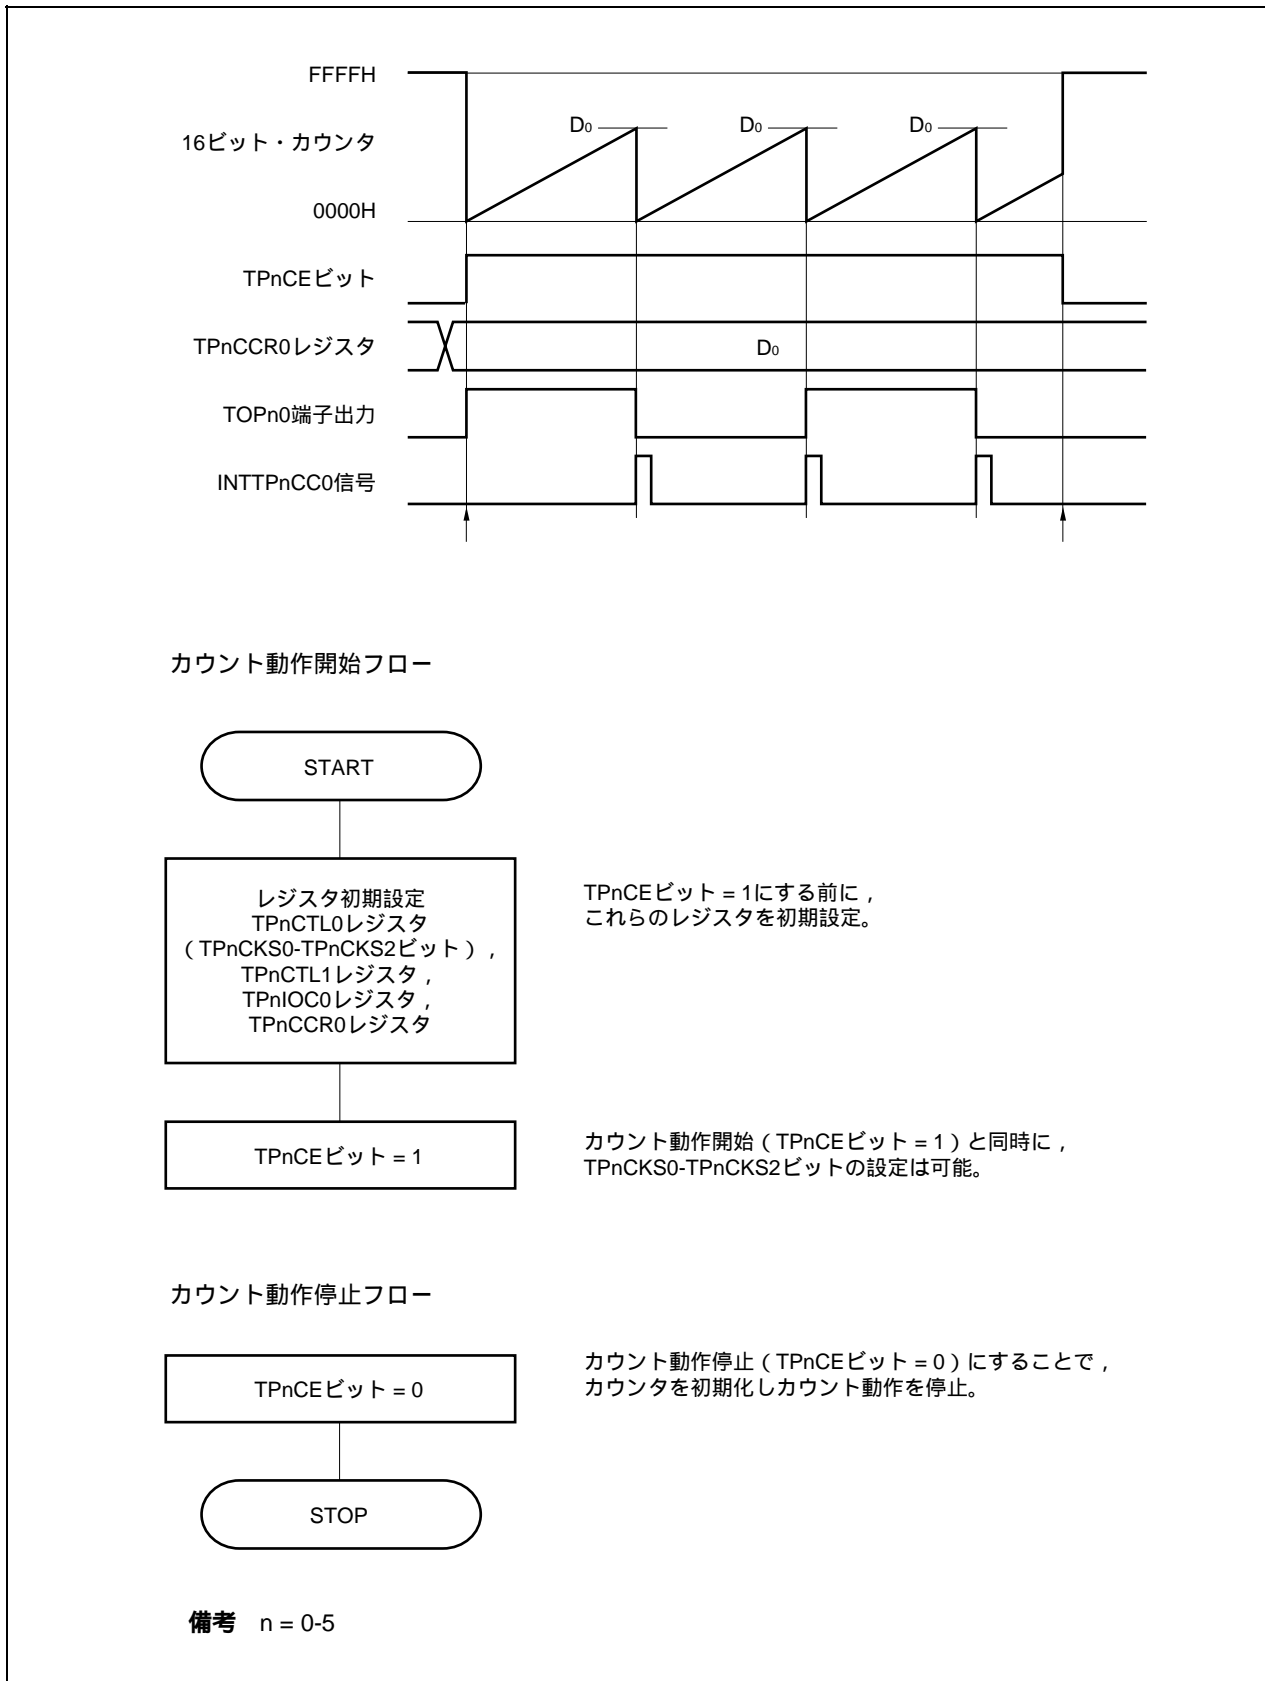 FFFFH
16ビット・カウンタ
D0 D0 D0
0000H
TPnCEビット
TPnCCR0レジスタ
D0
TOPn0端子出力
INTTPnCC0信号
カウント動作開始フロー
START
レジスタ初期設定
TPnCTL0レジスタ
（TPnCKS0-TPnCKS2ビット），
TPnCTL1レジスタ，
TPnIOC0レジスタ，
TPnCCR0レジスタ
TPnCEビット = 1にする前に，
これらのレジスタを初期設定。
TPnCEビット = 1
カウント動作開始（TPnCEビット = 1）と同時に，
TPnCKS0-TPnCKS2ビットの設定は可能。
カウント動作停止フロー
TPnCEビット = 0
カウント動作停止（TPnCEビット = 0）にすることで，
カウンタを初期化しカウント動作を停止。
STOP
備考 n = 0-5